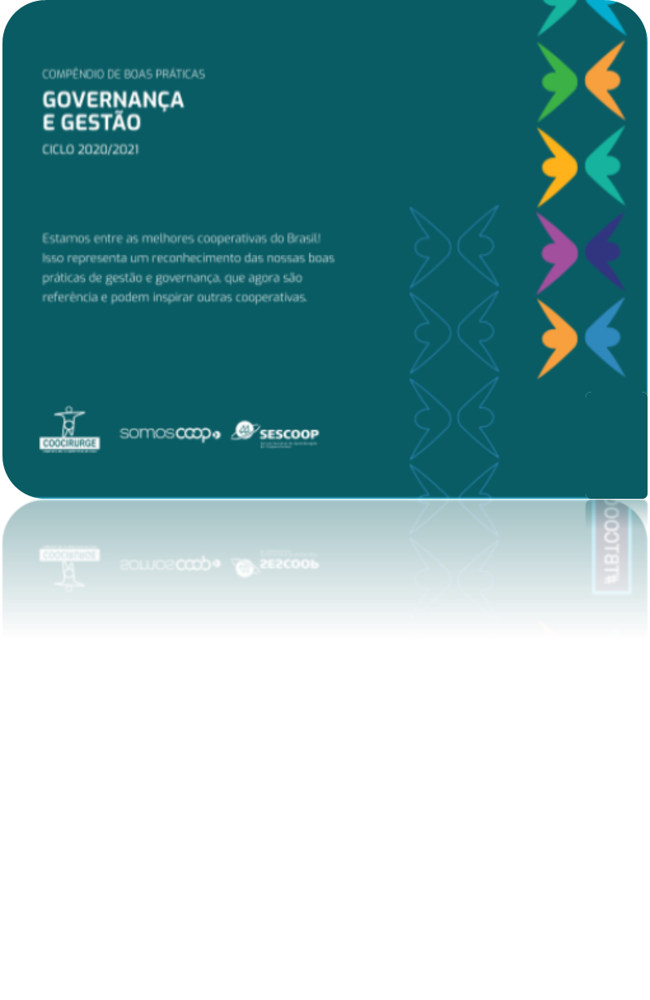 COMPÊNDIO DE BOAS PRÁTICAS
GOVERNANÇA
E GESTÃO
CICLO 2020/2021
Estamos entre as melhores cooperativas do Brasil!
Isso representa um reconhecimento das nossas boas
práticas de gestão e governança, que agora são
referência e podem inspirar outras cooperativas.
COOCIRURGE
somoscoop
SESCOOP
#TBTCOO